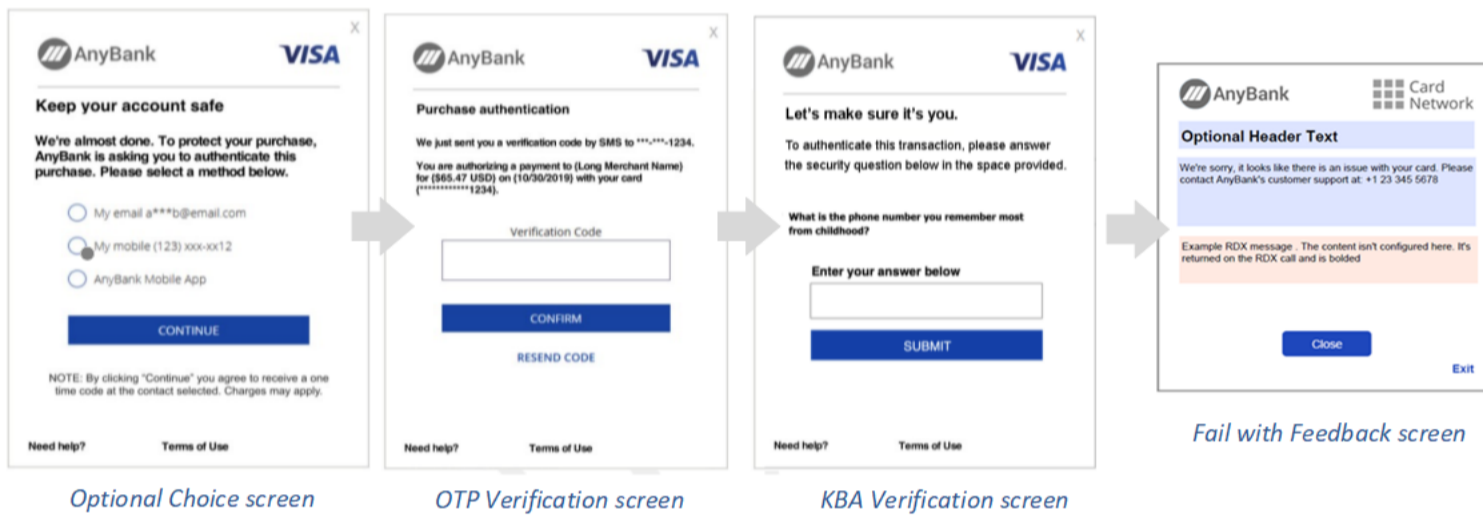 X
AnyBank
VISA
Keep your account safe
We're almost done. To protect your purchase,
AnyBank is asking you to authenticate this
purchase. Please select a method below.
My email a***b@email.com
My mobile (123) xxx-xx12
AnyBank Mobile App
CONTINUE
NOTE: By clicking "Continue" you agree to receive a one
time code at the contact selected. Charges may apply.
Need help?
Terms of Use
Optional Choice screen
X
AnyBank
VISA
Purchase authentication
We just sent you a verification code by SMS to ***-***-1234.
You are authorizing a payment to (Long Merchant Name)
for ($65.47 USD) on (10/30/2019) with your card
(************1234).
Verification Code
CONFIRM
RESEND CODE
Need help?
Terms of Use
OTP Verification screen
X
AnyBank
VISA
Let's make sure it's you.
To authenticate this transaction, please answer
the security question below in the space provided.
What is the phone number you remember most
from childhood?
Enter your answer below
SUBMIT
Need help?
Terms of Use
KBA Verification screen
AnyBank
Card
Network
Optional Header Text
We're sorry, it looks like there is an issue with your card. Please
contact AnyBank's customer support at: +1 23 345 5678
Example RDX message . The content isn't configured here. It's
returned on the RDX call and is bolded
Close
Exit
Fail with Feedback screen